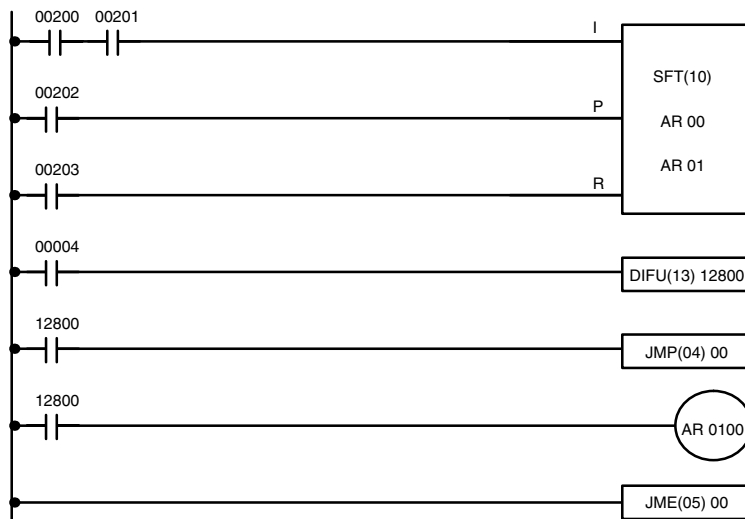 00200 00201
I
SFT(10)
00202
P
AR 00
AR 01
00203
R
00004
DIFU(13) 12800
12800
JMP(04) 00
12800
AR 0100
JME(05) 00